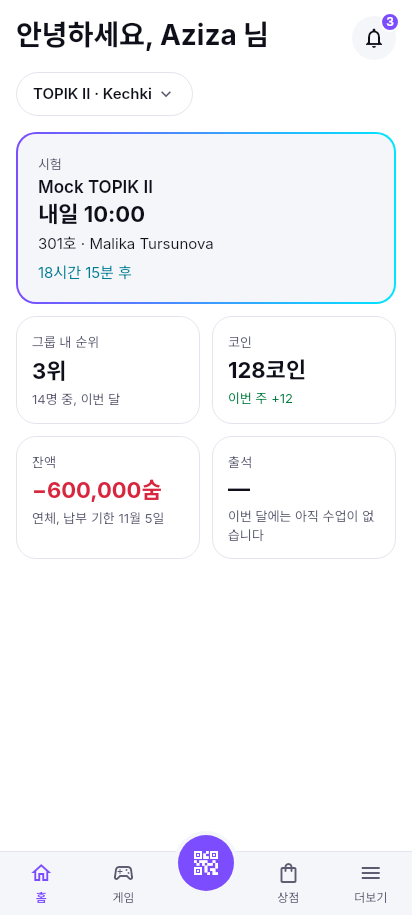 안녕하세요, Aziza 님
3
TOPIK II · Kechki
시험
Mock TOPIK II
내일 10:00
301호 · Malika Tursunova
18시간 15분 후
그룹 내 순위
3위
14명 중, 이번 달
코인
128코인
이번 주 +12
잔액
−600,000숨
연체, 납부 기한 11월 5일
출석
—
이번 달에는 아직 수업이 없
습니다
홈
게임
상점
더보기